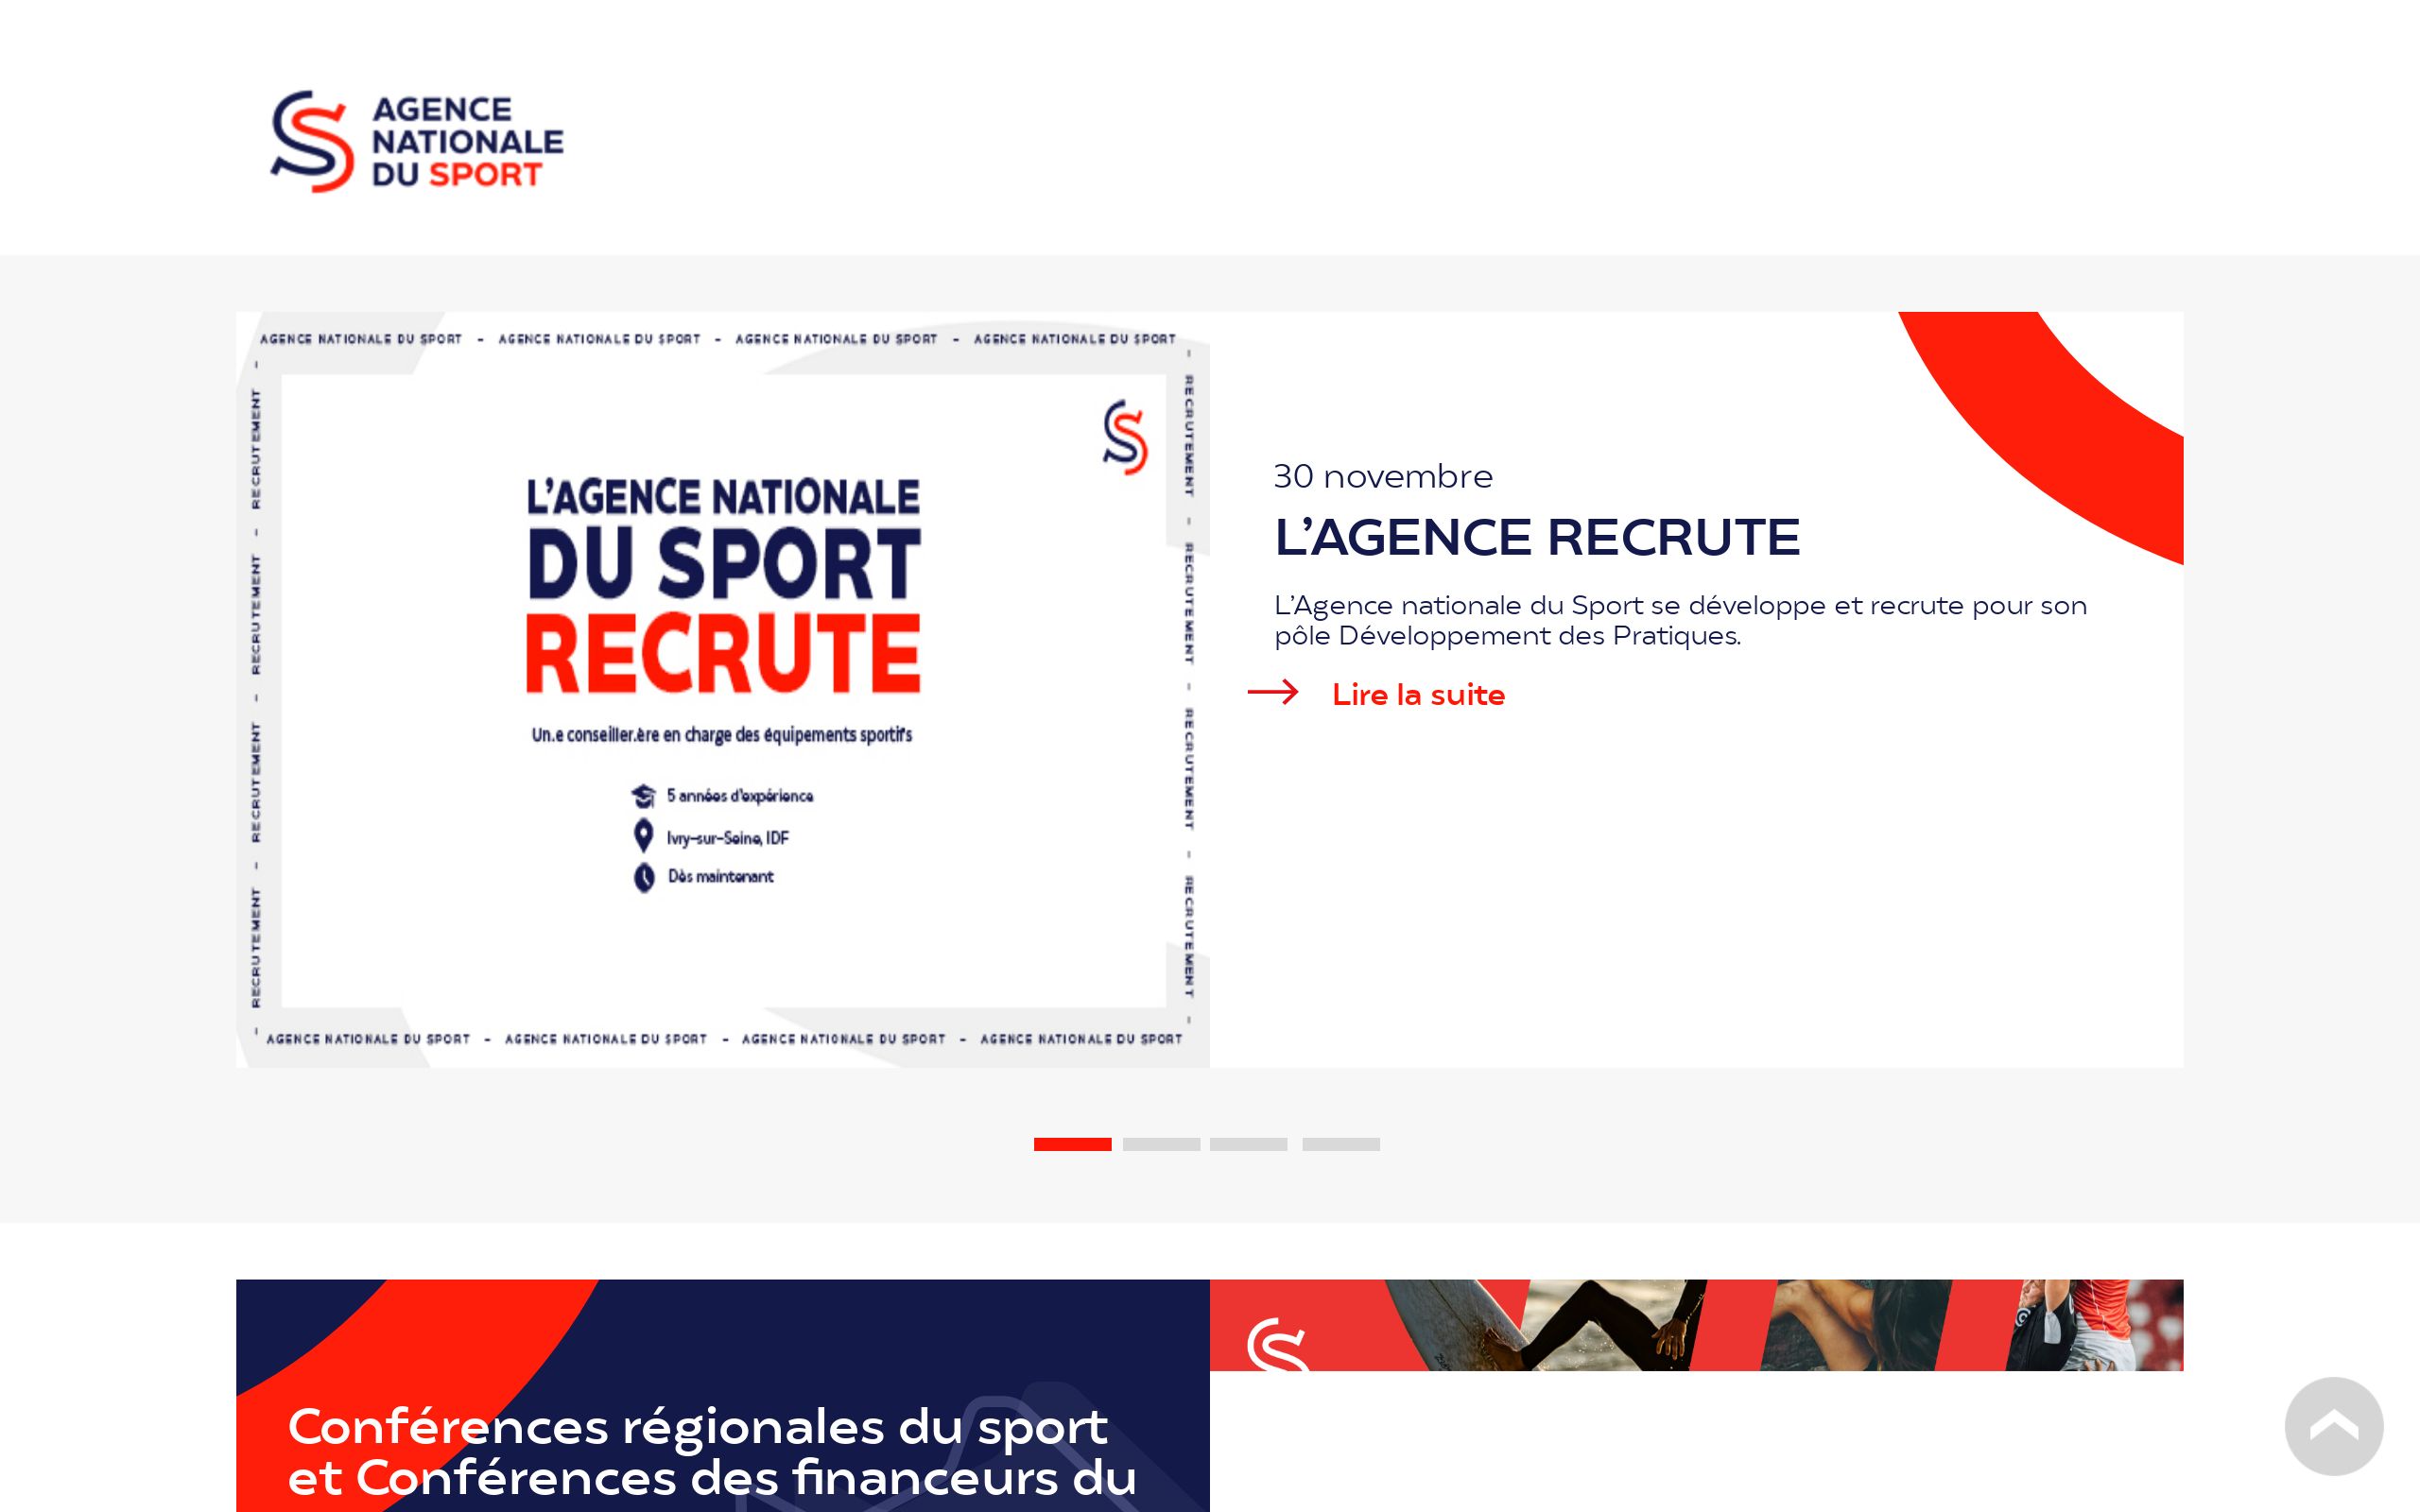 AGENCE
NATIONALE
DU SPORT
AGENCE NATIONALE DU SPORT - AGENCE NATIONALE DU SPORT - AGENCE NATIONALE DU SPORT - AGENCE NATIONALE DU SPORT
- RECRUTEMENT - RECRUTEMENT - RECRUTEMENT - RECRUTEMENT -
- RECRUTEMENT - RECRUTEMENT - RECRUTEMENT - RECRUTEMENT -
L'AGENCE NATIONALE
DU SPORT
RECRUTE
Un.e conseiller.ère en charge des équipements sportifs
5 années d'expérience
Ivry-sur-Seine, IDF
Dès maintenant
AGENCE NATIONALE DU SPORT - AGENCE NATIONALE DU SPORT - AGENCE NATIONALE DU SPORT - AGENCE NATIONALE DU SPORT
30 novembre
L'AGENCE RECRUTE
L'Agence nationale du Sport se développe et recrute pour son
pôle Développement des Pratiques.
Lire la suite
Conférences régionales du sport
et Conférences des financeurs du